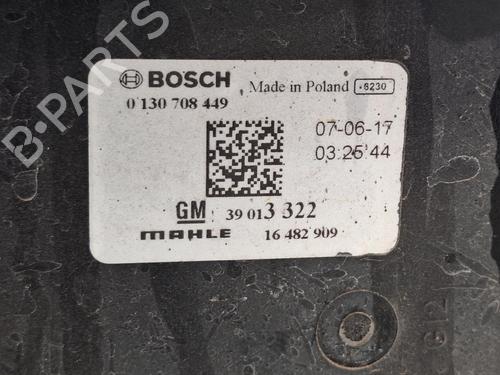 B-PARTS
BOSCH
Made in Poland
6230
0 130 708 449
07-06-17
03:25:44
GM 39 013 322
MAHLE 16 482 909
G12